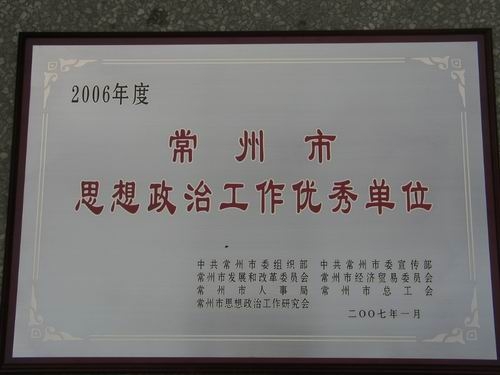 2006年度
常州市
思想政治工作优秀单位
中共常州市委组织部 中共常州市委宣传部
常州市发展和改革委员会 常州市经济贸易委员会
常州市人事局 常州市总工会
常州市思想政治工作研究会
二〇〇七年一月